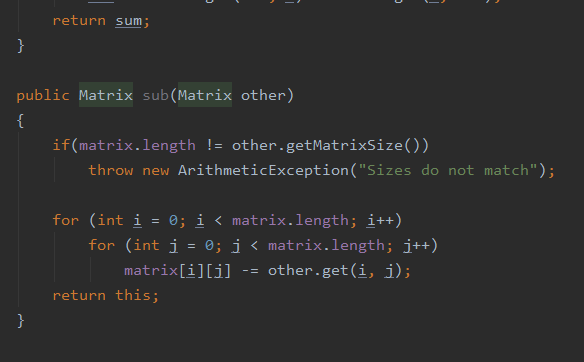 return sum;
}
public Matrix sub(Matrix other)
{
if(matrix.length != other.getMatrixSize())
throw new ArithmeticException("Sizes do not match");
for (int i = 0; i < matrix.length; i++)
for (int j = 0; j < matrix.length; j++)
matrix[i][j] -= other.get(i, j);
return this;
}